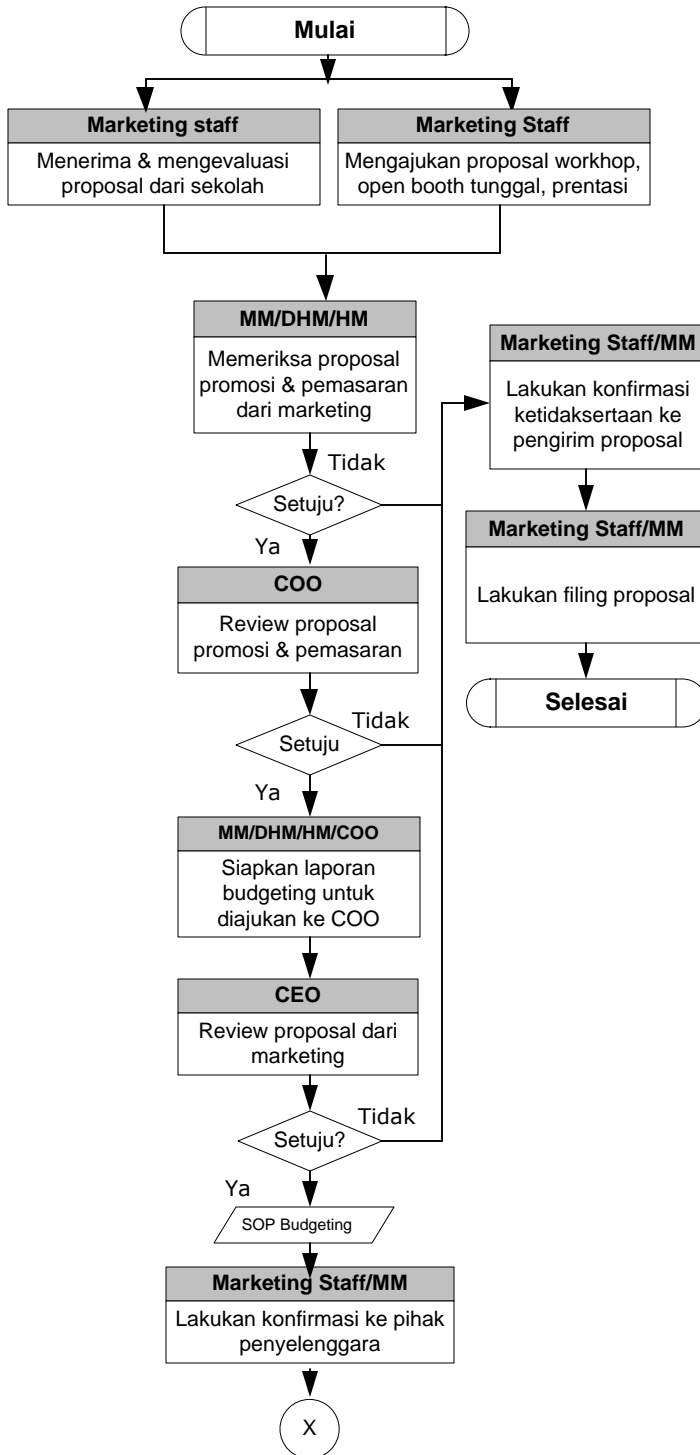 Mulai
Marketing staff
Menerima & mengevaluasi
proposal dari sekolah
Marketing Staff
Mengajukan proposal workhop,
open booth tunggal, prentasi
MM/DHM/HM
Memeriksa proposal
promosi & pemasaran
dari marketing
Tidak
Setuju?
Ya
COO
Review proposal
promosi & pemasaran
Tidak
Setuju
Ya
MM/DHM/HM/COO
Siapkan laporan
budgeting untuk
diajukan ke COO
CEO
Review proposal dari
marketing
Tidak
Setuju?
Ya
SOP Budgeting
Marketing Staff/MM
Lakukan konfirmasi ke pihak
penyelenggara
X
Marketing Staff/MM
Lakukan konfirmasi
ketidaksertaan ke
pengirim proposal
Marketing Staff/MM
Lakukan filing proposal
Selesai